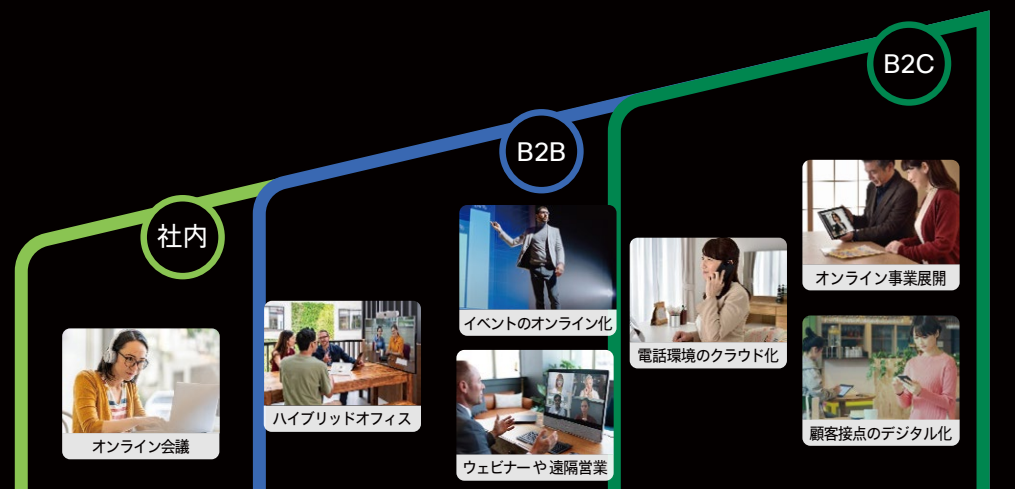 社内
オンライン会議
B2B
ハイブリッドオフィス
イベントのオンライン化
ウェビナーや遠隔営業
B2C
電話環境のクラウド化
オンライン事業展開
顧客接点のデジタル化